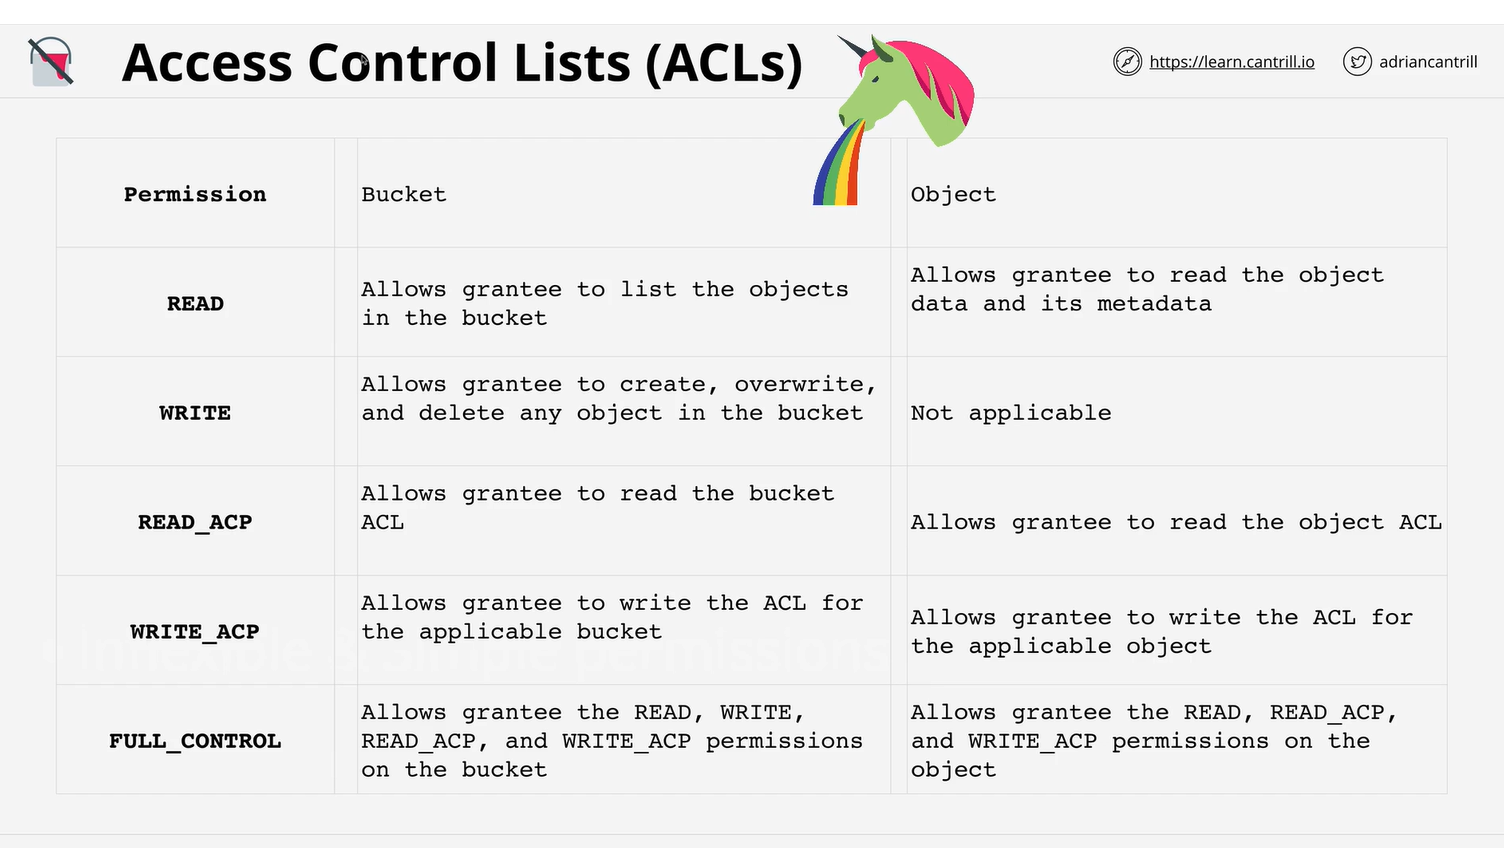 Access Control Lists (ACLs)
https://learn.cantrill.io
adriancantrill
Permission
Bucket
Object
READ
Allows grantee to list the objects
in the bucket
Allows grantee to read the object
data and its metadata
WRITE
Allows grantee to create, overwrite,
and delete any object in the bucket
Not applicable
READ_ACP
Allows grantee to read the bucket
ACL
Allows grantee to read the object ACL
WRITE_ACP
Allows grantee to write the ACL for
the applicable bucket
Allows grantee to write the ACL for
the applicable object
• Inflexible & simple permissions
FULL_CONTROL
Allows grantee the READ, WRITE,
READ_ACP, and WRITE_ACP permissions
on the bucket
Allows grantee the READ, READ_ACP,
and WRITE_ACP permissions on the
object